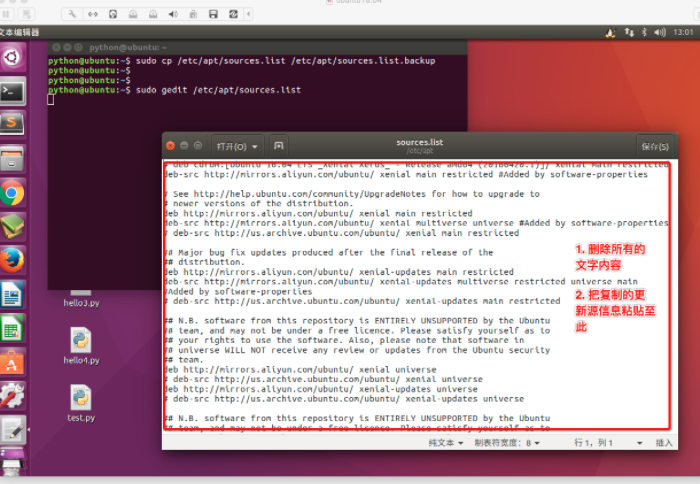 ubuntu16.04
文本编辑器
13:01
python@ubuntu: ~
python@ubuntu:~$ sudo cp /etc/apt/sources.list /etc/apt/sources.list.backup
python@ubuntu:~$
python@ubuntu:~$
python@ubuntu:~$ sudo gedit /etc/apt/sources.list
打开(O)
sources.list
/etc/apt
保存(S)
# deb cdrom:[Ubuntu 16.04 LTS _Xenial Xerus_ - Release amd64 (20160420.1)]/ xenial main restricted
deb-src http://mirrors.aliyun.com/ubuntu/ xenial main restricted #Added by software-properties
# See http://help.ubuntu.com/community/UpgradeNotes for how to upgrade to
# newer versions of the distribution.
deb http://mirrors.aliyun.com/ubuntu/ xenial main restricted
deb-src http://mirrors.aliyun.com/ubuntu/ xenial multiverse universe #Added by software-properties
# deb-src http://us.archive.ubuntu.com/ubuntu/ xenial main restricted
## Major bug fix updates produced after the final release of the
## distribution.
deb http://mirrors.aliyun.com/ubuntu/ xenial-updates main restricted
deb-src http://mirrors.aliyun.com/ubuntu/ xenial-updates multiverse restricted universe main
#Added by software-properties
# deb-src http://us.archive.ubuntu.com/ubuntu/ xenial-updates main restricted
## N.B. software from this repository is ENTIRELY UNSUPPORTED by the Ubuntu
## team, and may not be under a free licence. Please satisfy yourself as to
## your rights to use the software. Also, please note that software in
## universe WILL NOT receive any review or updates from the Ubuntu security
## team.
deb http://mirrors.aliyun.com/ubuntu/ xenial universe
# deb-src http://us.archive.ubuntu.com/ubuntu/ xenial universe
deb http://mirrors.aliyun.com/ubuntu/ xenial-updates universe
# deb-src http://us.archive.ubuntu.com/ubuntu/ xenial-updates universe
## N.B. software from this repository is ENTIRELY UNSUPPORTED by the Ubuntu
## team, and may not be under a free licence. Please satisfy yourself as to
1. 删除所有的
文字内容
2. 把复制的更
新源信息粘贴至
此
hello3.py
hello4.py
test.py
纯文本
制表符宽度：8
行 1，列 1
插入